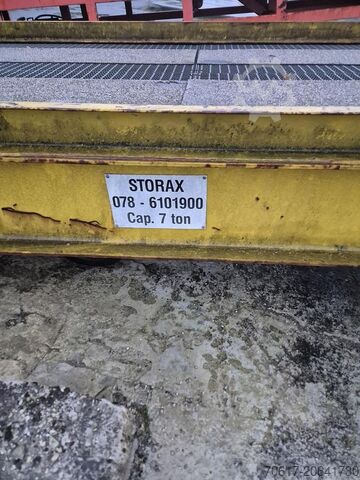 STORAX
078 - 6101900
Cap. 7 ton
70617-20641730